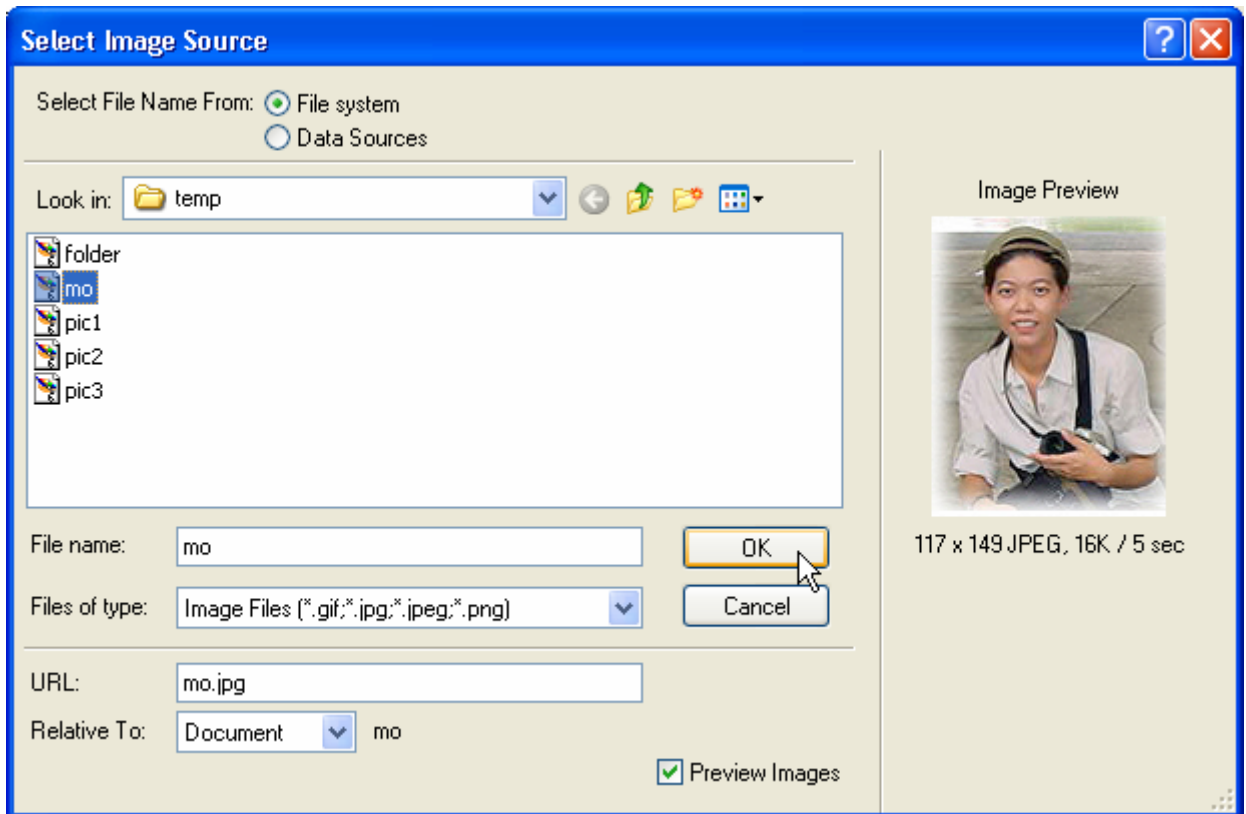 Select Image Source
Select File Name From: File system
Data Sources
Look in: temp
folder
mo
pic1
pic2
pic3
File name: mo OK
Files of type: Image Files (*.gif;*.jpg;*.jpeg;*.png) Cancel
URL: mo.jpg
Relative To: Document mo
Preview Images
Image Preview
117 x 149 JPEG, 16K / 5 sec